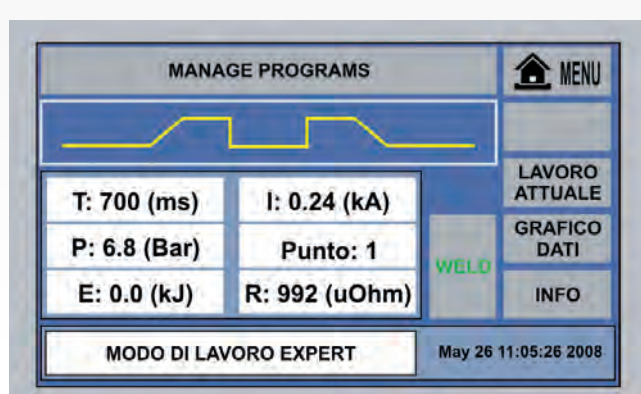 MANAGE PROGRAMS
MENU
LAVORO
ATTUALE
T: 700 (ms)
I: 0.24 (kA)
GRAFICO
DATI
P: 6.8 (Bar)
Punto: 1
WELD
E: 0.0 (kJ)
R: 992 (uOhm)
INFO
MODO DI LAVORO EXPERT
May 26 11:05:26 2008